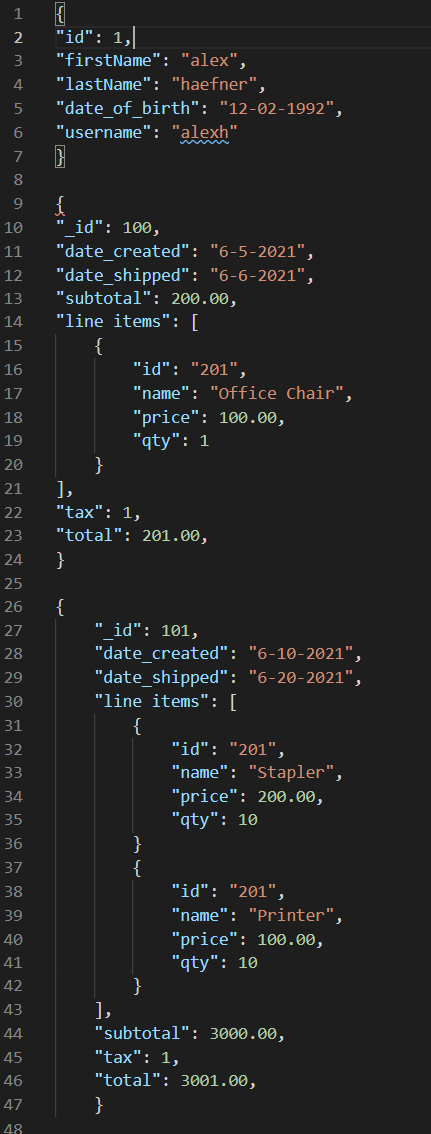 1 {
2 "id": 1,
3 "firstName": "alex",
4 "lastName": "haefner",
5 "date_of_birth": "12-02-1992",
6 "username": "alexh"
7 }
8
9 {
10 "_id": 100,
11 "date_created": "6-5-2021",
12 "date_shipped": "6-6-2021",
13 "subtotal": 200.00,
14 "line items": [
15 {
16 "id": "201",
17 "name": "Office Chair",
18 "price": 100.00,
19 "qty": 1
20 }
21 ],
22 "tax": 1,
23 "total": 201.00,
24 }
25
26 {
27 "_id": 101,
28 "date_created": "6-10-2021",
29 "date_shipped": "6-20-2021",
30 "line items": [
31 {
32 "id": "201",
33 "name": "Stapler",
34 "price": 200.00,
35 "qty": 10
36 }
37 {
38 "id": "201",
39 "name": "Printer",
40 "price": 100.00,
41 "qty": 10
42 }
43 ],
44 "subtotal": 3000.00,
45 "tax": 1,
46 "total": 3001.00,
47 }
48